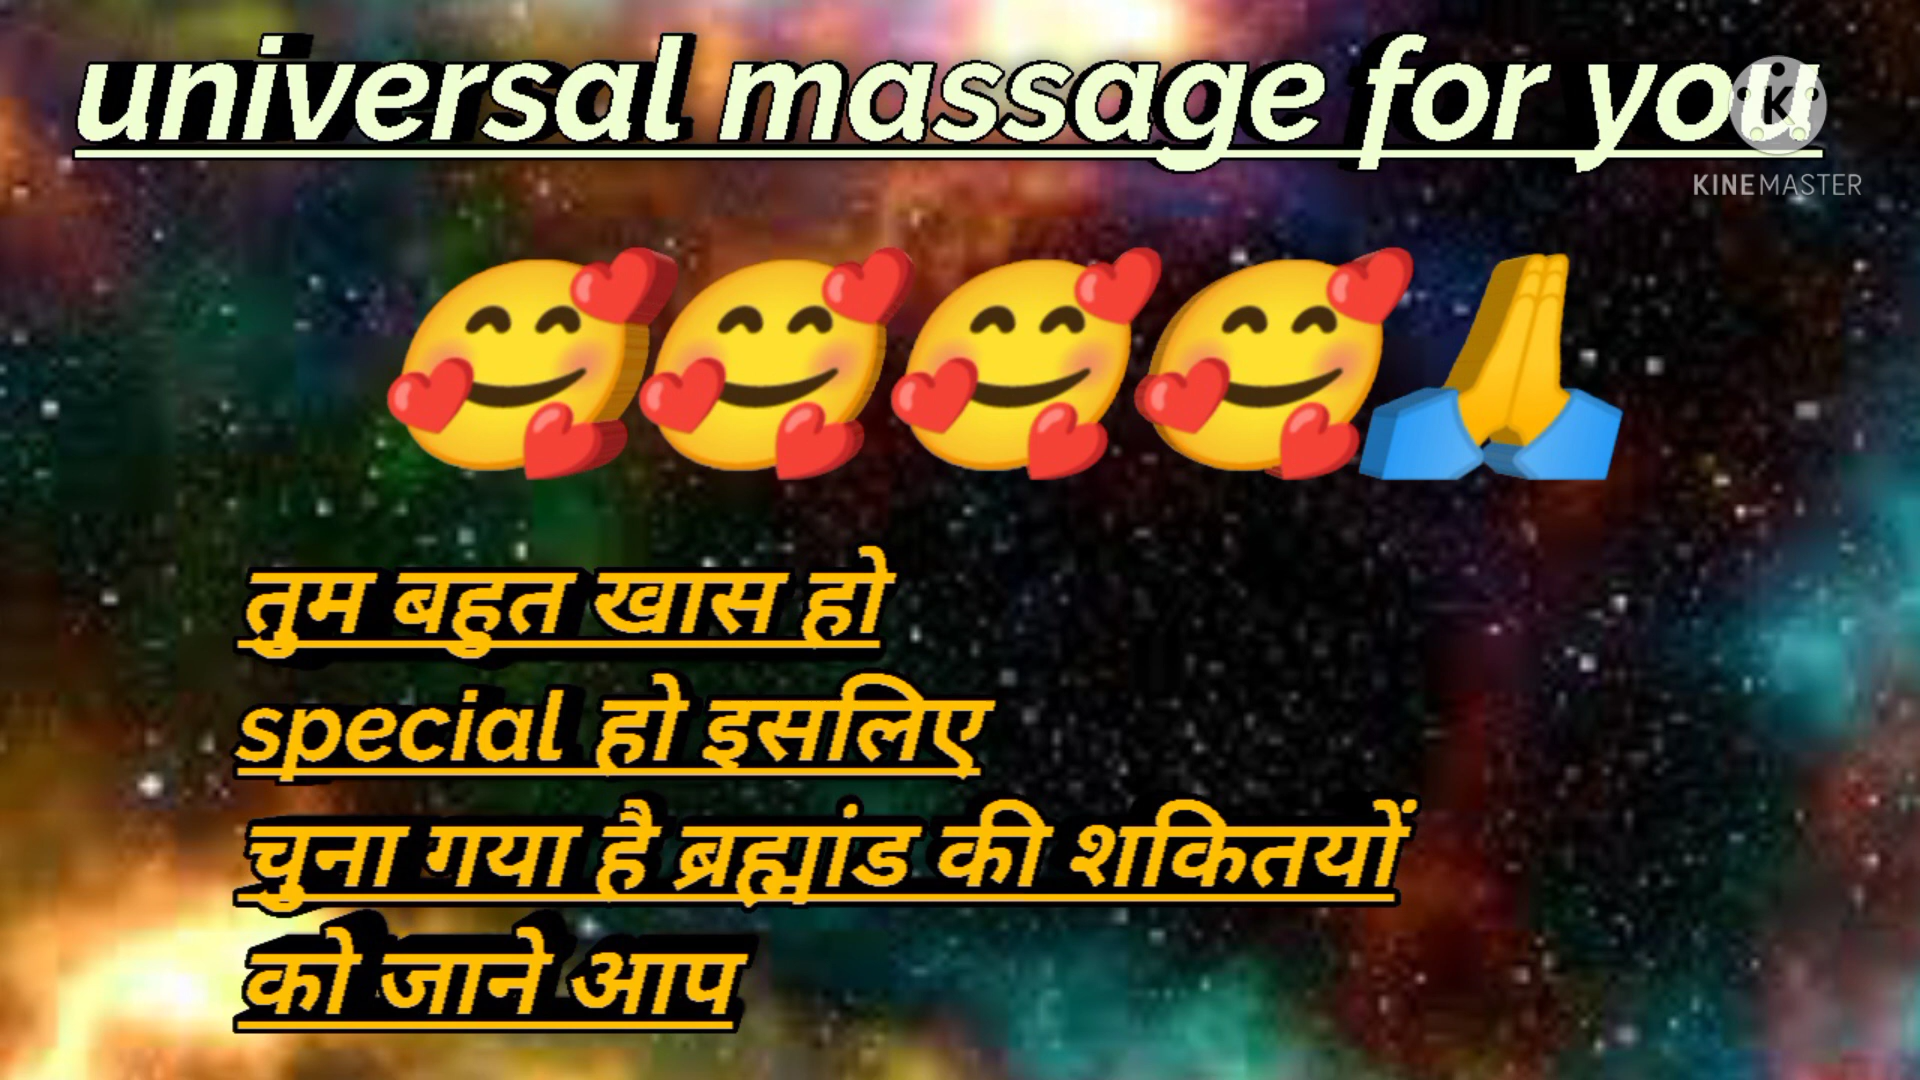 universal massage for you
KINEMASTER
🥰🥰🥰🥰🙏
तुम बहुत खास हो
special हो इसलिए
चुना गया है ब्रह्मांड की शकितयों
को जाने आप